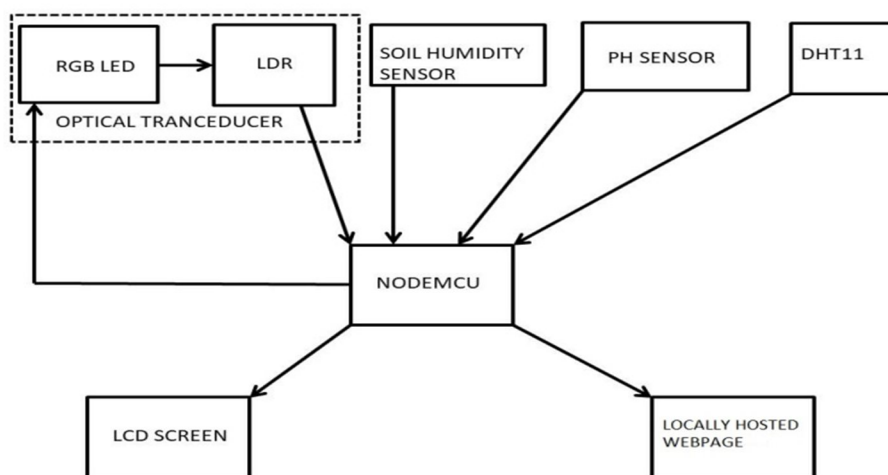 RGB LED
LDR
SOIL HUMIDITY
SENSOR
PH SENSOR
DHT11
OPTICAL TRANCEDUCER
NODEMCU
LCD SCREEN
LOCALLY HOSTED
WEBPAGE